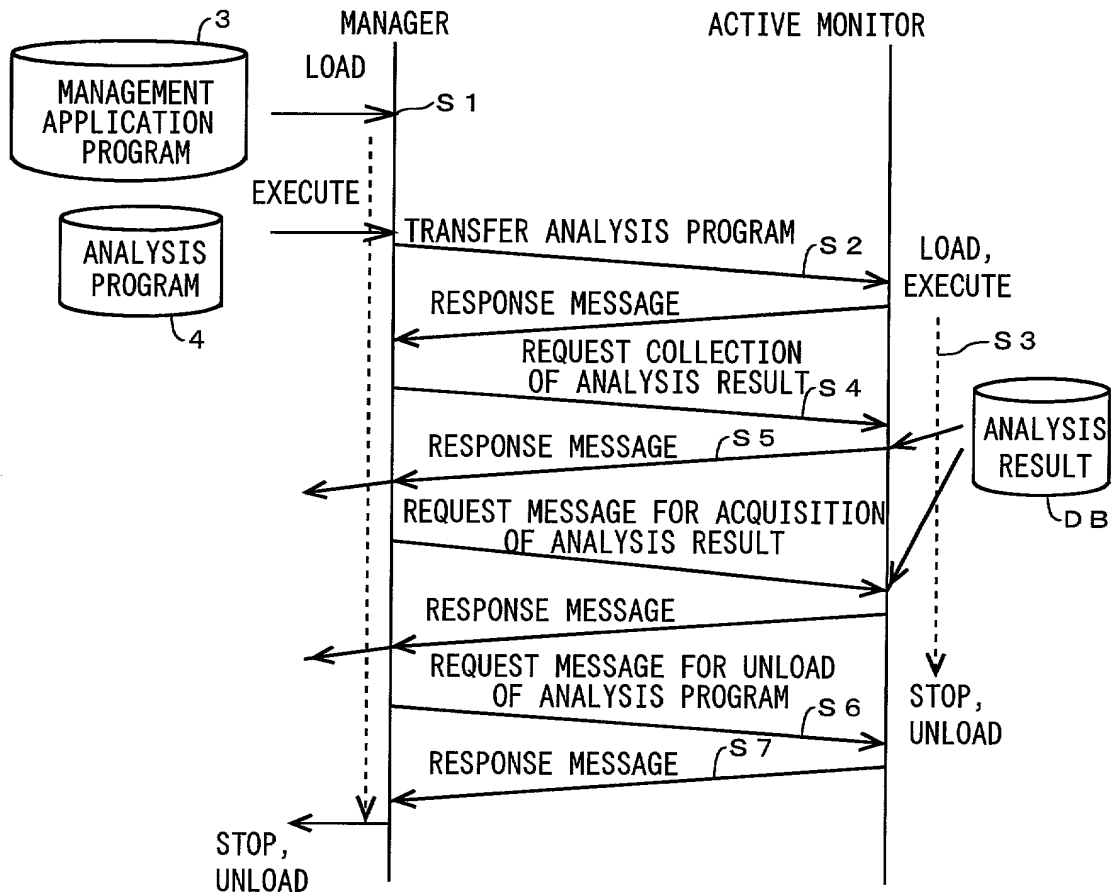 3
MANAGER
ACTIVE MONITOR
LOAD
MANAGEMENT
APPLICATION
PROGRAM
S1
EXECUTE
ANALYSIS
PROGRAM
4
TRANSFER ANALYSIS PROGRAM
S2
LOAD,
EXECUTE
RESPONSE MESSAGE
S3
REQUEST COLLECTION
OF ANALYSIS RESULT
S4
ANALYSIS
RESULT
DB
RESPONSE MESSAGE
S5
REQUEST MESSAGE FOR ACQUISITION
OF ANALYSIS RESULT
RESPONSE MESSAGE
REQUEST MESSAGE FOR UNLOAD
OF ANALYSIS PROGRAM
S6
STOP,
UNLOAD
RESPONSE MESSAGE
S7
STOP,
UNLOAD